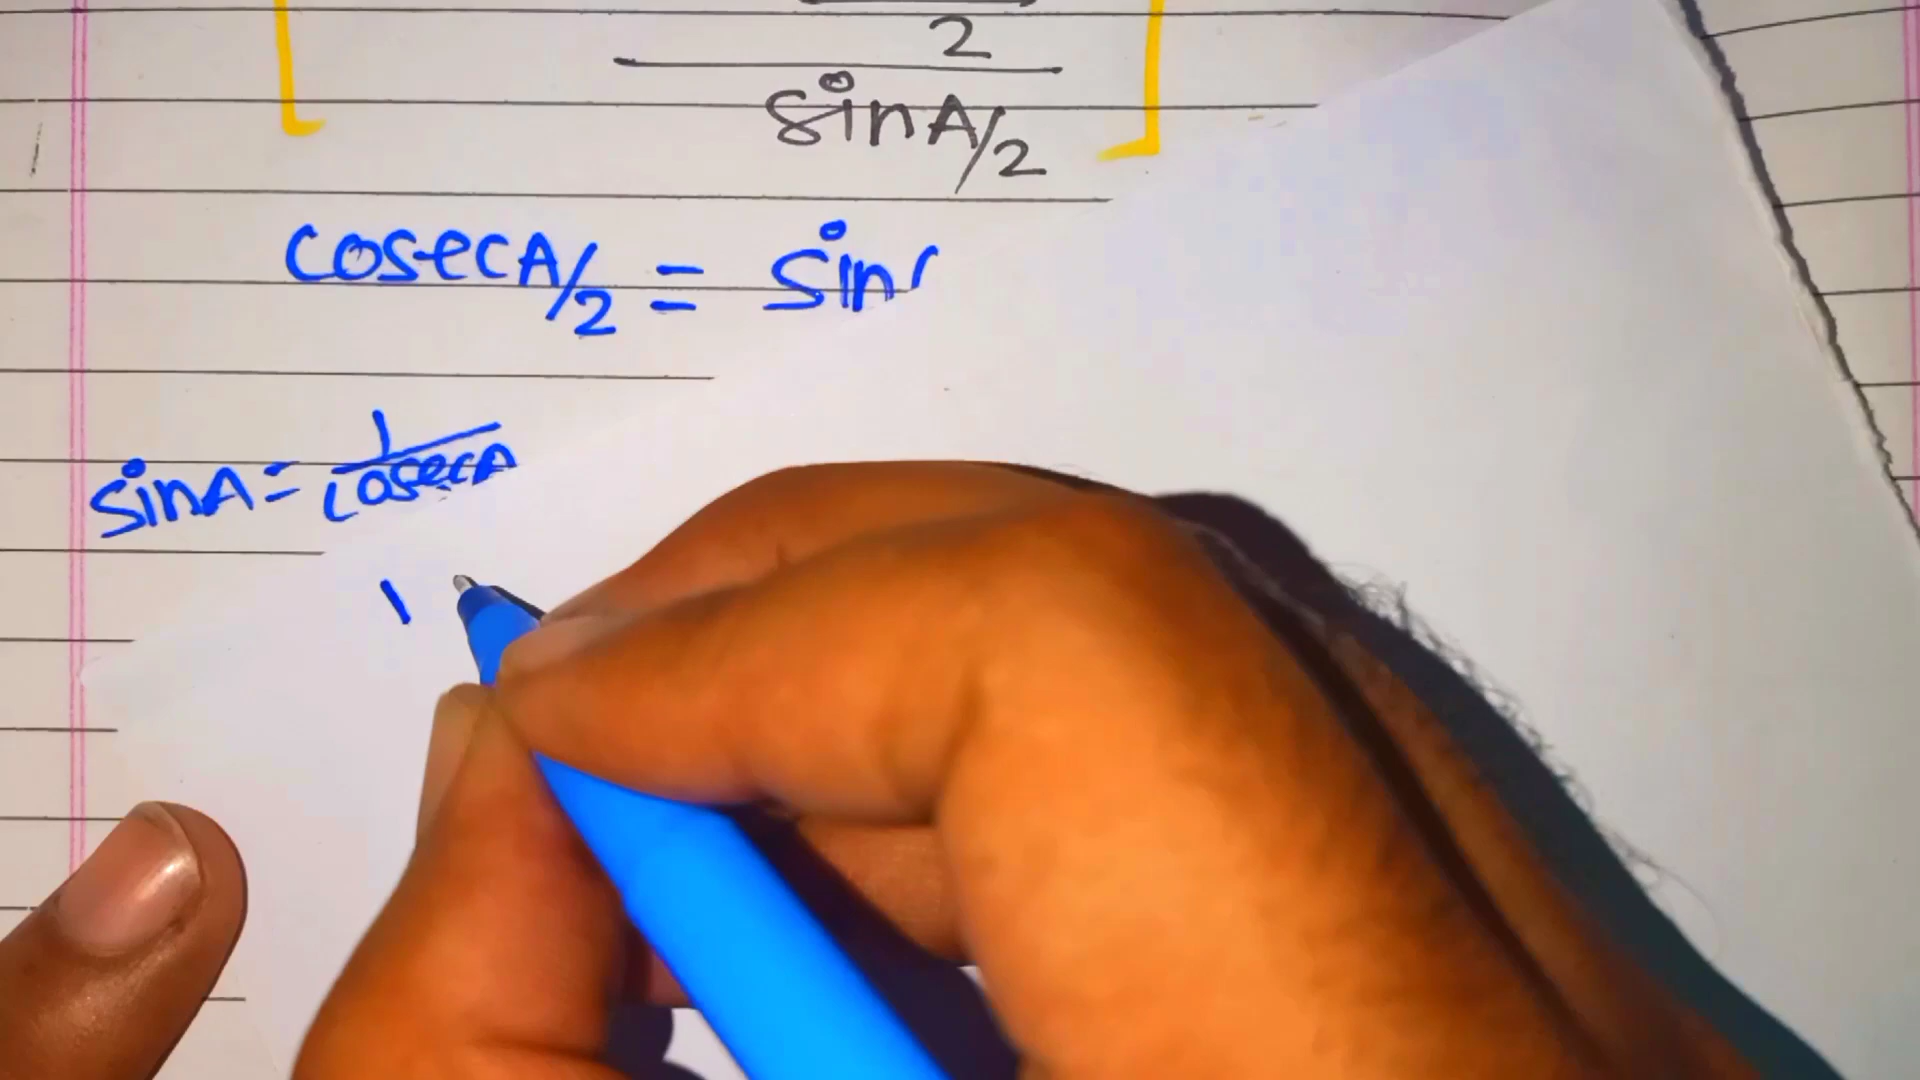 2
sinA/2
cosecA/2 = sin(
sinA = 1
cosecA
1